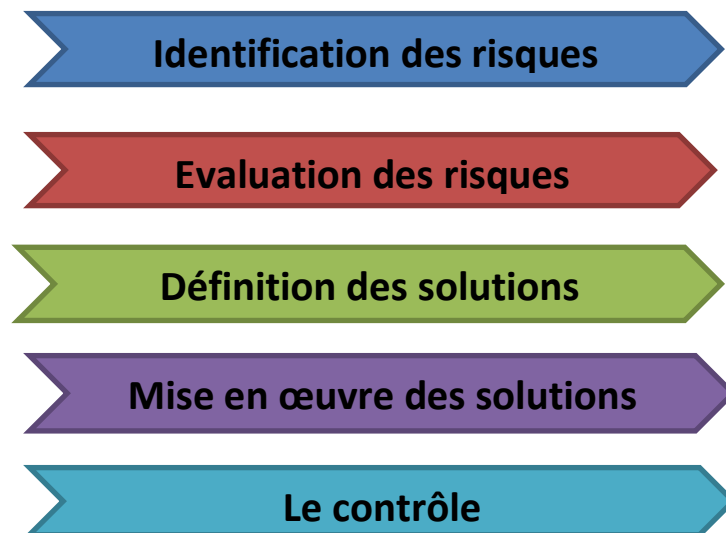 Identification des risques
Evaluation des risques
Définition des solutions
Mise en œuvre des solutions
Le contrôle